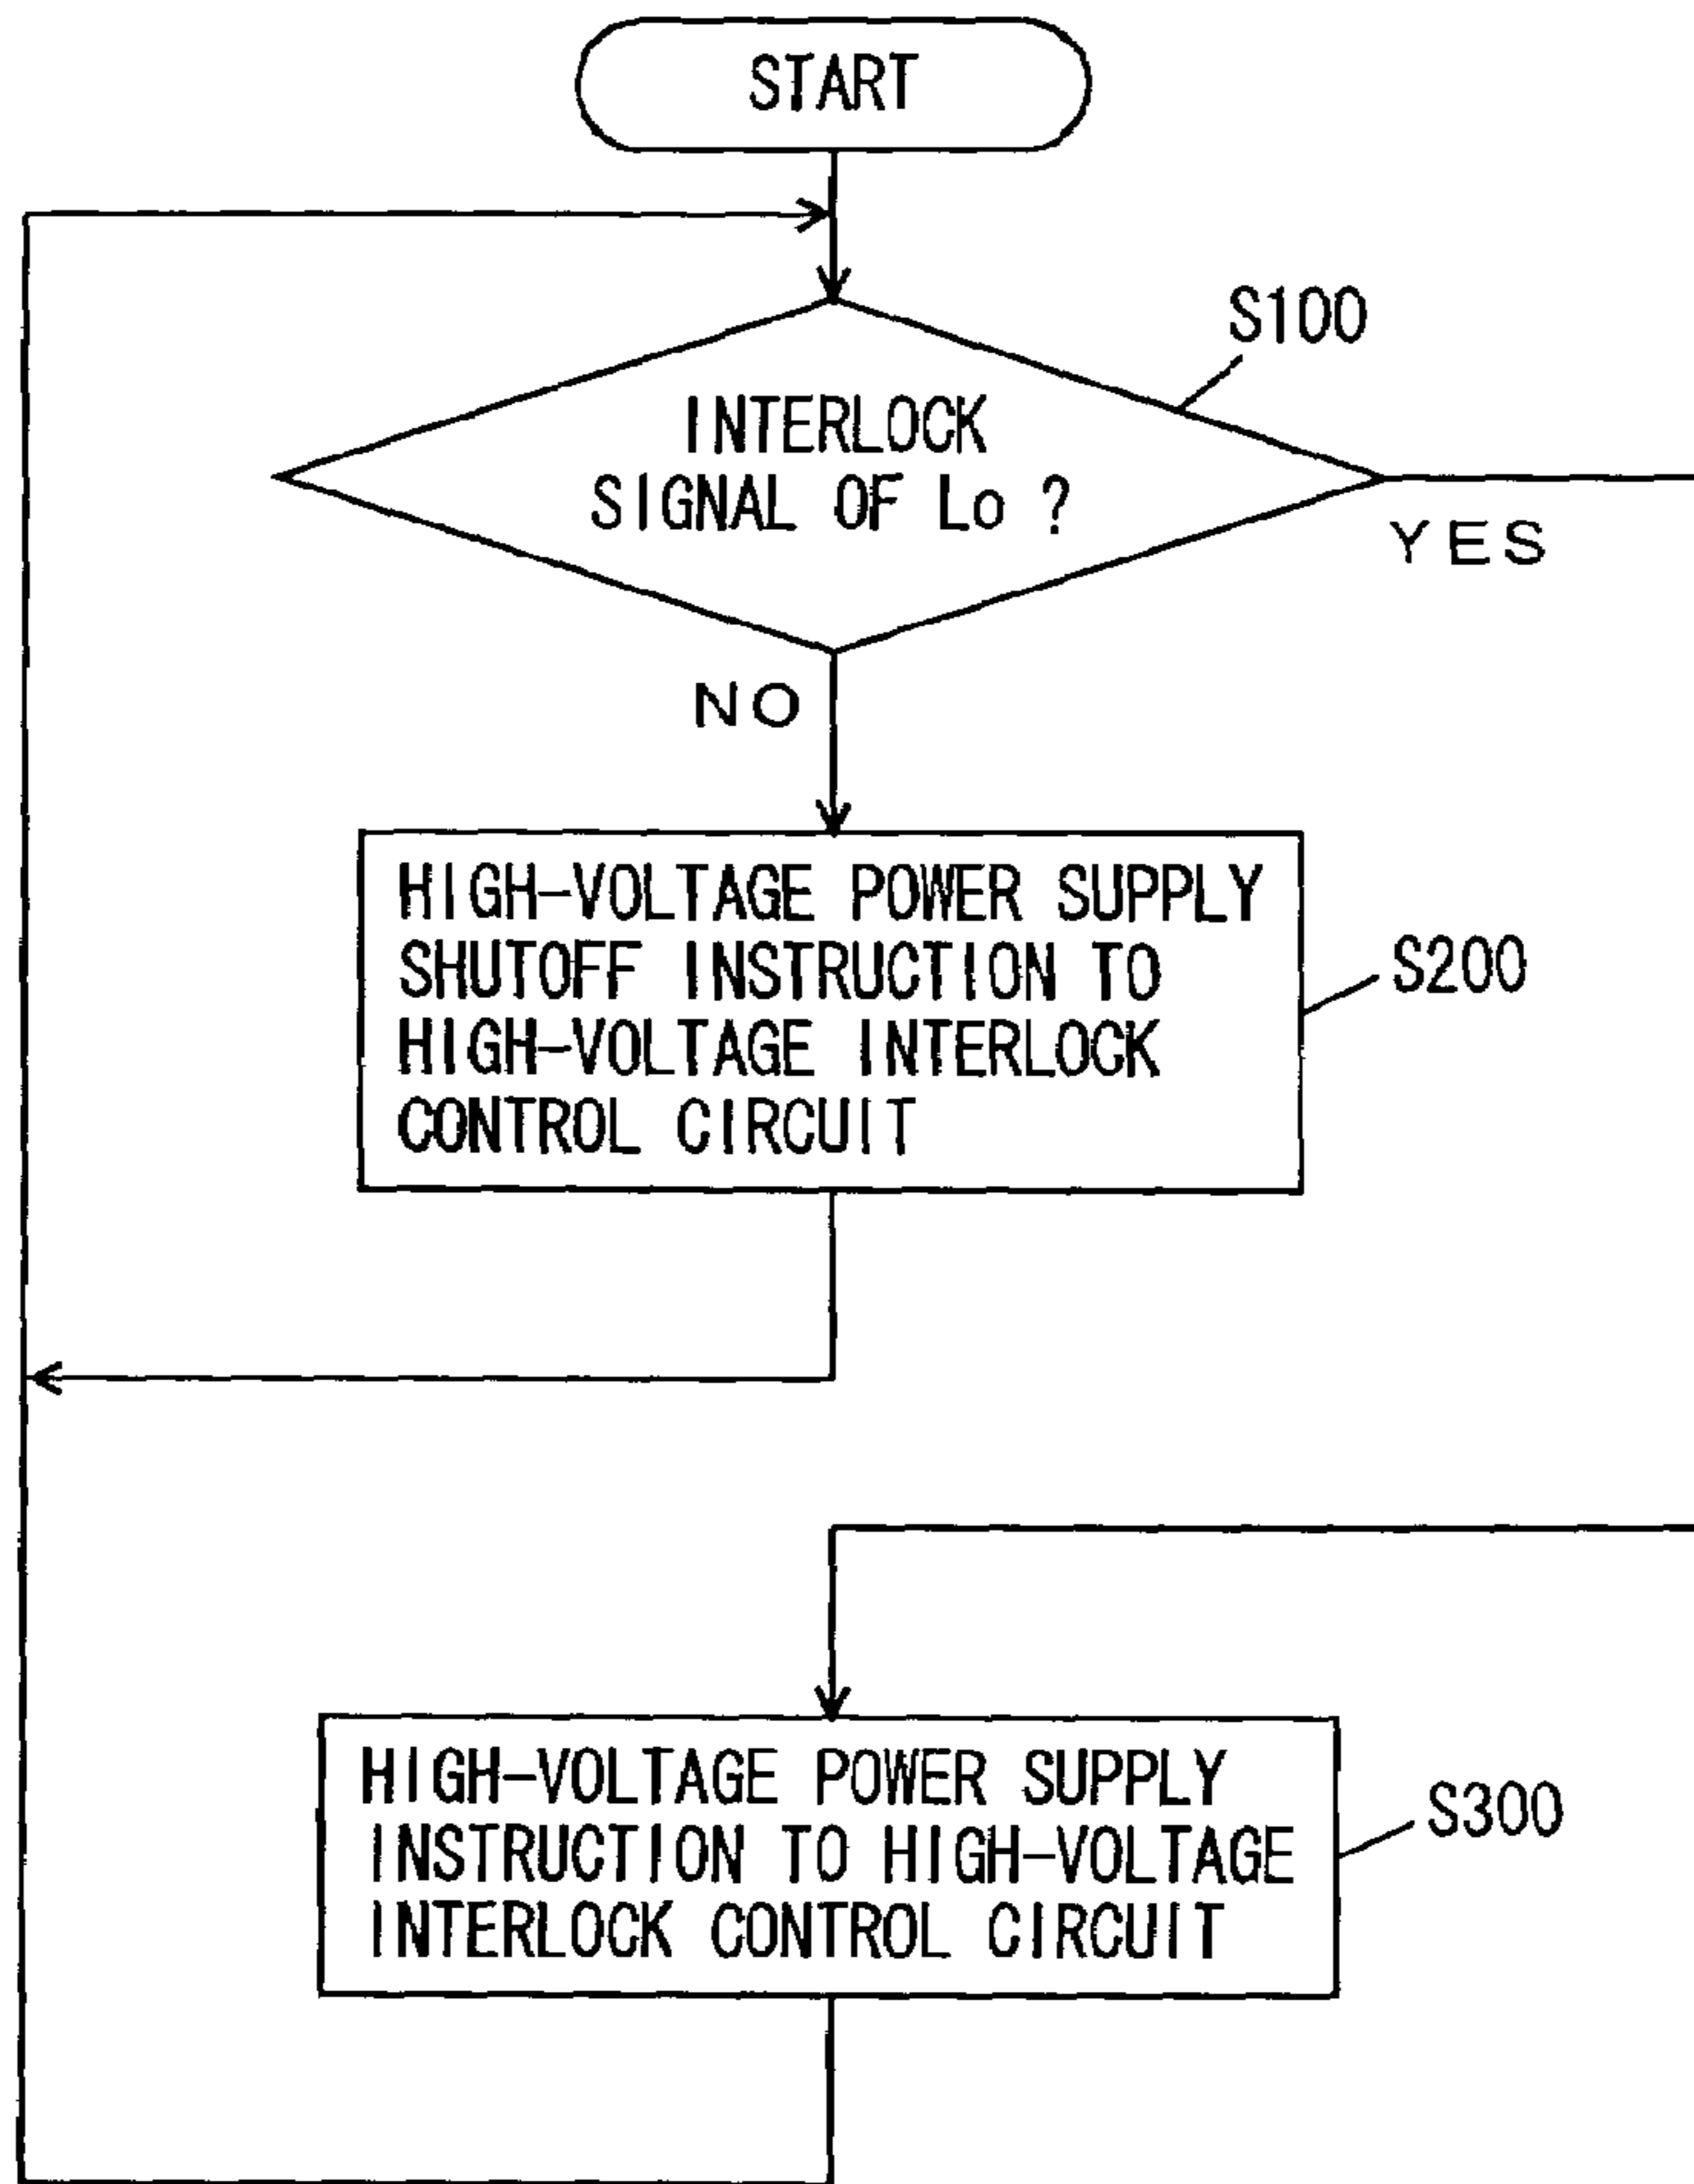 START
S100
INTERLOCK
SIGNAL OF Lo ?
YES
NO
HIGH-VOLTAGE POWER SUPPLY
SHUTOFF INSTRUCTION TO
HIGH-VOLTAGE INTERLOCK
CONTROL CIRCUIT
S200
HIGH-VOLTAGE POWER SUPPLY
INSTRUCTION TO HIGH-VOLTAGE
INTERLOCK CONTROL CIRCUIT
S300